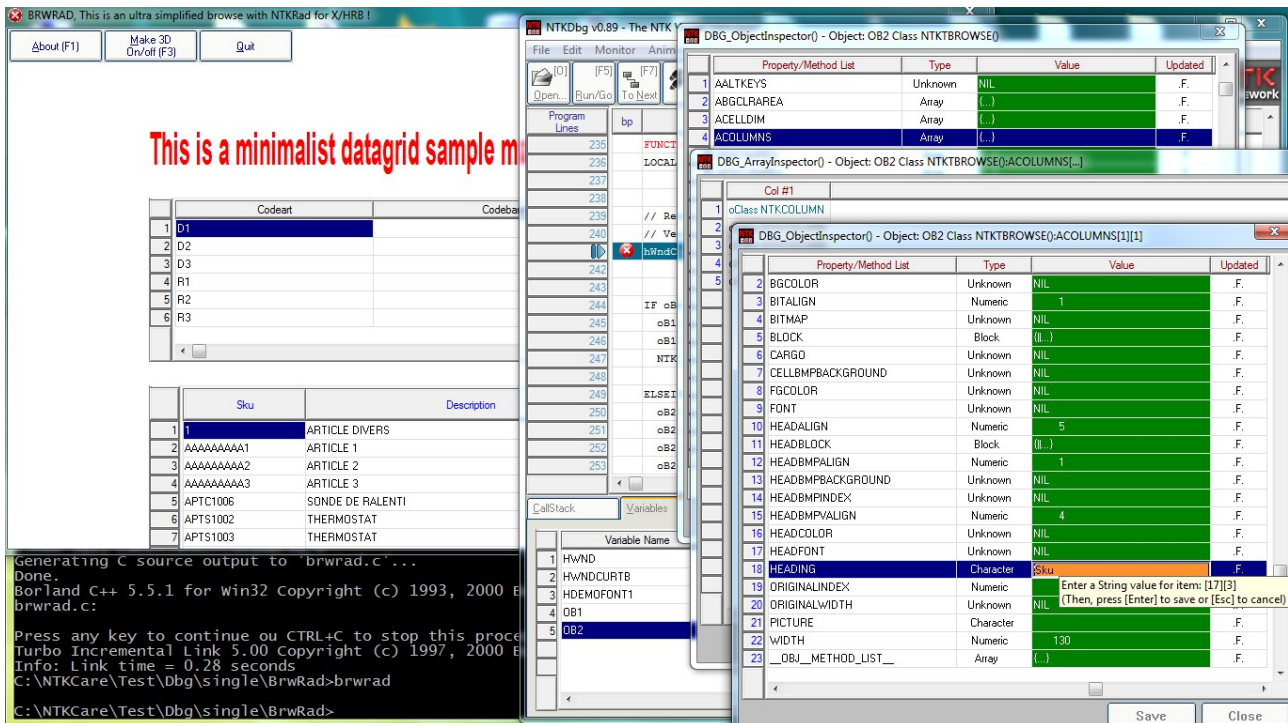 BRWRAD, This is an ultra simplified browse with NTKRad for X/HRB !
About (F1)
Make 3D
On/off (F3)
Quit
This is a minimalist datagrid sample
Codeart
1 D1
2 D2
3 D3
4 R1
5 R2
6 R3
Sku Description
1 1 ARTICLE DIVERS
2 AAAAAAAAA1 ARTICLE 1
3 AAAAAAAAA2 ARTICLE 2
4 AAAAAAAAA3 ARTICLE 3
5 APTC1006 SONDE DE RALENTI
6 APTS1002 THERMOSTAT
7 APTS1003 THERMOSTAT
Generating C source output to 'brwrad.c'...
Done.
Borland C++ 5.5.1 for Win32 Copyright (c) 1993, 2000
brwrad.c:
Press any key to continue ou CTRL+C to stop this
Turbo Incremental Link 5.00 Copyright (c) 1997, 2000
Info: Link time = 0.28 seconds
C:\NTKCare\Test\Dbg\single\BrwRad>brwrad
C:\NTKCare\Test\Dbg\single\BrwRad>
NTKDbg v0.89 - The NTK
File Edit Monitor
[O] [F5] [F7]
Open... Run/Go To Next
Program
Lines
bp
235 FUNCT
236 LOCAL
237
238
239 // Re
240 // Ve
hWndC
242
243
244 IF oB
245 oB1
246 oB1
247 NTK
248
249 ELSEI
250 oB2
251 oB2
252 oB2
253 oB2
CallStack Variables
Variable Name
1 HWND
2 HWNDCURTB
3 HDEMOFONT1
4 OB1
5 OB2
DBG_ObjectInspector() - Object: OB2 Class NTKTBROWSE()
Property/Method List Type Value Updated
1 AALTKEYS Unknown NIL .F.
2 ABGCLRAREA Array {...} .F.
3 ACELLDIM Array {...} .F.
4 ACOLUMNS Array {...} .F.
DBG_ArrayInspector() - Object: OB2 Class NTKTBROWSE():ACOLUMNS[...]
Col #1
1 oClass NTKCOLUMN
2
3
4
5
DBG_ObjectInspector() - Object: OB2 Class NTKTBROWSE():ACOLUMNS[1][1]
Property/Method List Type Value Updated
2 BGCOLOR Unknown NIL .F.
3 BITALIGN Numeric 1 .F.
4 BITMAP Unknown NIL .F.
5 BLOCK Block {||...} .F.
6 CARGO Unknown NIL .F.
7 CELLBMPBACKGROUND Unknown NIL .F.
8 FGCOLOR Unknown NIL .F.
9 FONT Unknown NIL .F.
10 HEADALIGN Numeric 5 .F.
11 HEADBLOCK Block {||...} .F.
12 HEADBMPALIGN Numeric 1 .F.
13 HEADBMPBACKGROUND Unknown NIL .F.
14 HEADBMPINDEX Unknown NIL .F.
15 HEADBMPVALIGN Numeric 4 .F.
16 HEADCOLOR Unknown NIL .F.
17 HEADFONT Unknown NIL .F.
18 HEADING Character Sku .F.
19 ORIGINALINDEX Numeric
Enter a String value for item: [17][3]
(Then, press [Enter] to save or [Esc] to cancel)
20 ORIGINALWIDTH Unknown NIL
21 PICTURE Character .F.
22 WIDTH Numeric 130 .F.
23 __OBJ__METHOD_LIST__ Array {...} .F.
Save Close